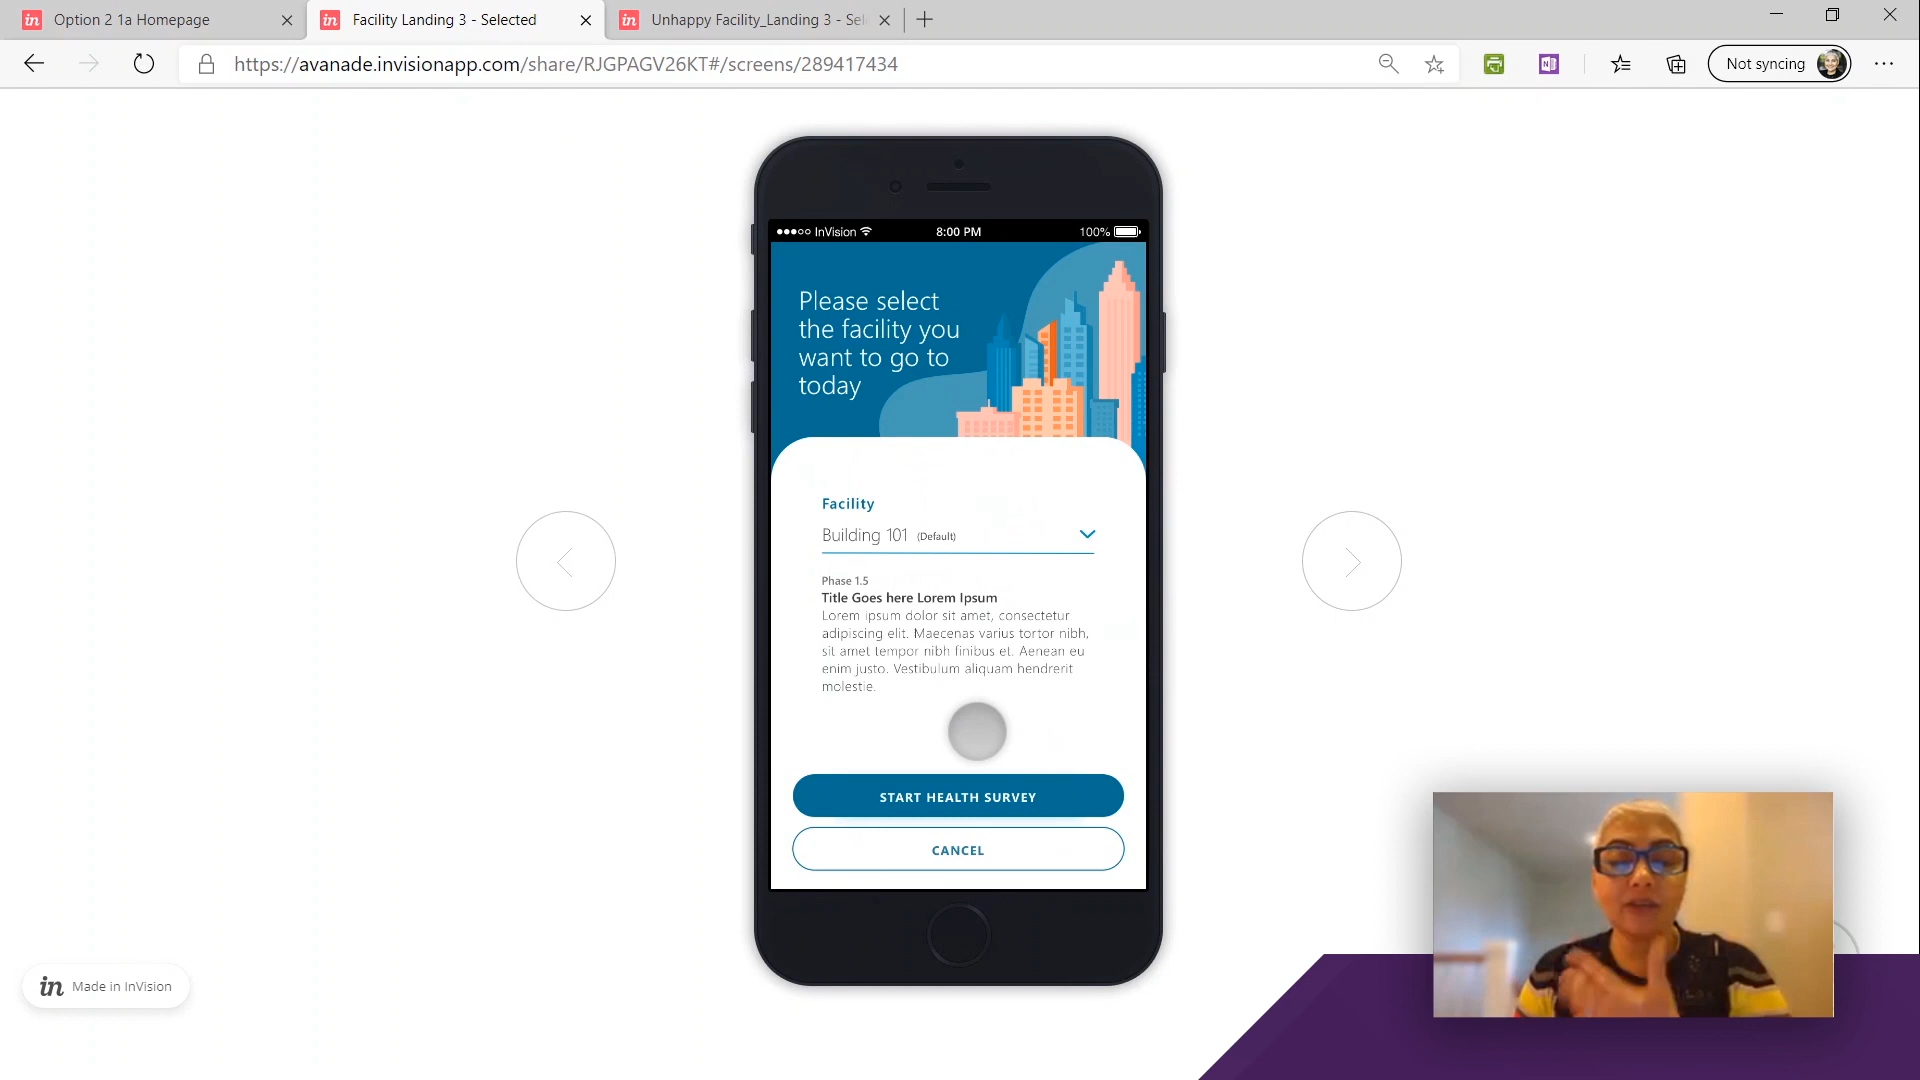 in Option 2 1a Homepage
in Facility Landing 3 - Selected
in Unhappy Facility_Landing 3 - Sel
https://avanade.invisionapp.com/share/RJGPAGV26KT#/screens/289417434
N
Not syncing
InVision 8:00 PM 100%
Please select
the facility you
want to go to
today
Facility
Building 101 (Default)
Phase 1.5
Title Goes here Lorem Ipsum
Lorem ipsum dolor sit amet, consectetur
adipiscing elit. Maecenas varius tortor nibh,
sit amet tempor nibh finibus et. Aenean eu
enim justo. Vestibulum aliquam hendrerit
molestie.
START HEALTH SURVEY
CANCEL
in Made in InVision